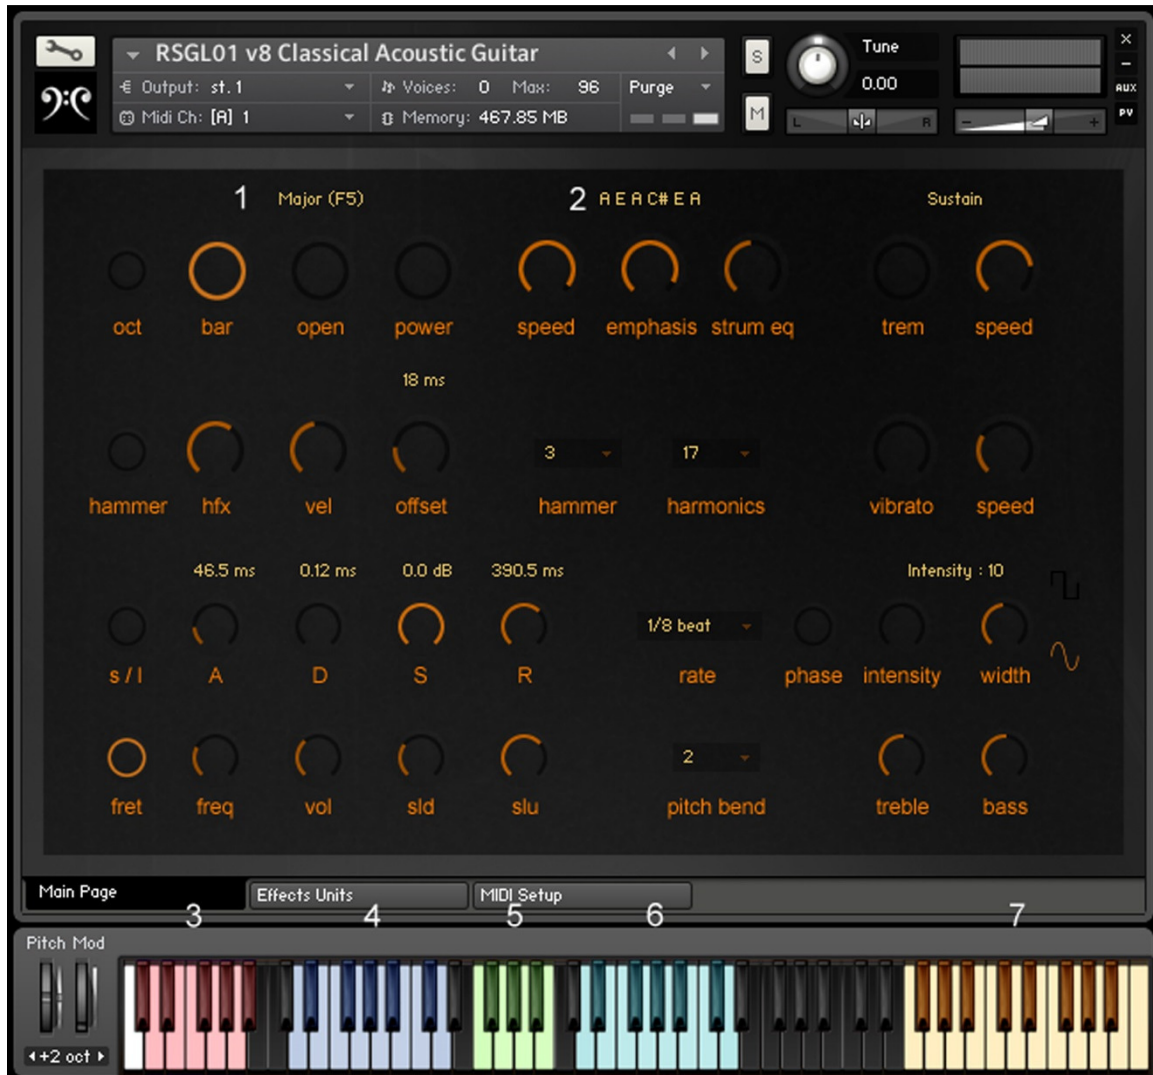 RSGL01 v8 Classical Acoustic Guitar
S
Tune
0.00
×
–
AUX
PV
Output: st.1
Voices: 0 Max: 96
Purge
M
Midi Ch: [A] 1
Memory: 467.85 MB
L
R
–
+
1 Major (F5)
2 A E A C# E A
Sustain
oct bar open power speed emphasis strum eq trem speed
18 ms
3 17
hammer hfx vel offset hammer harmonics vibrato speed
46.5 ms 0.12 ms 0.0 dB 390.5 ms
Intensity : 10
1/8 beat
s / l A D S R rate phase intensity width
2
fret freq vol sld slu pitch bend treble bass
Main Page
Effects Units
MIDI Setup
3 4 5 6 7
Pitch Mod
+2 oct